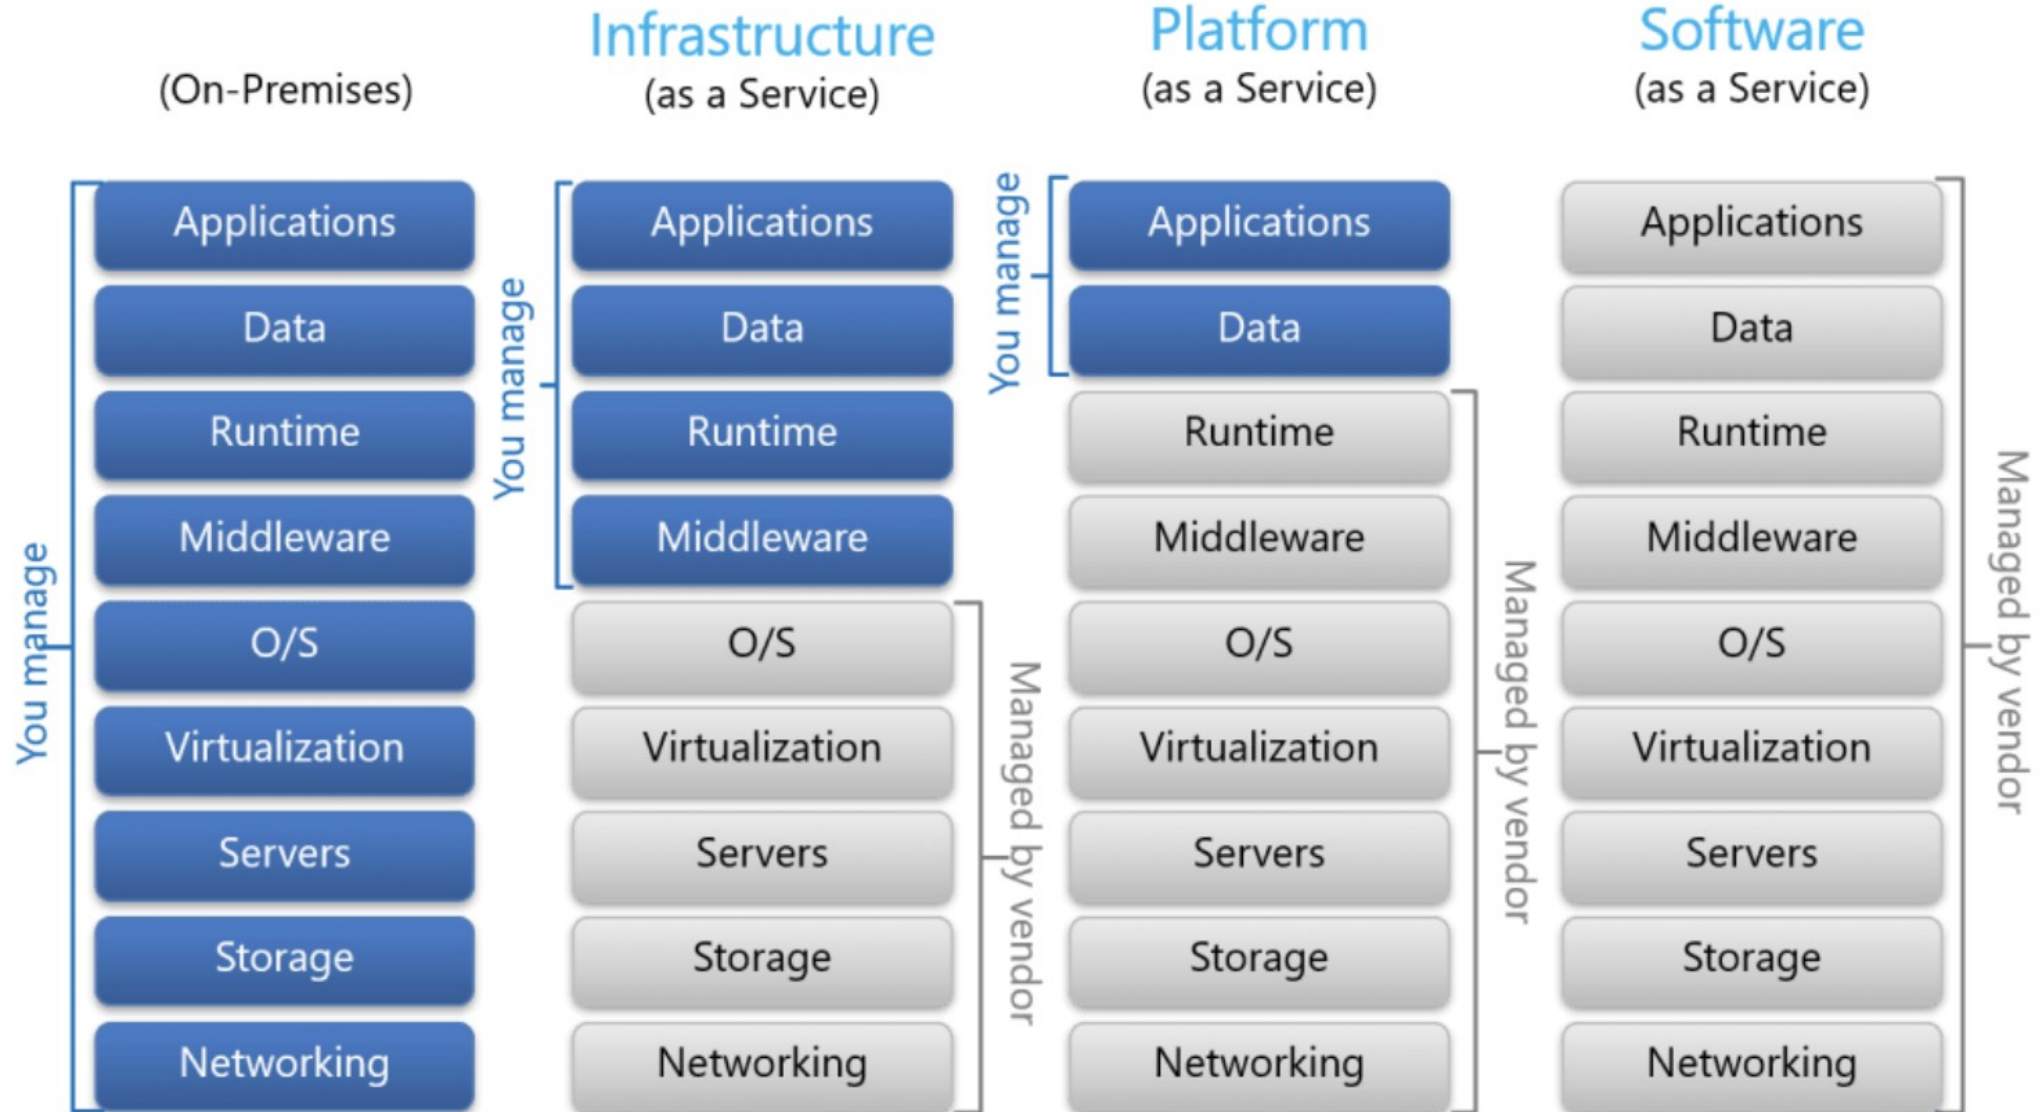 (On-Premises)
Infrastructure
(as a Service)
Platform
(as a Service)
Software
(as a Service)
You manage
Applications
Data
Runtime
Middleware
O/S
Virtualization
Servers
Storage
Networking
You manage
Applications
Data
Runtime
Middleware
O/S
Virtualization
Servers
Storage
Networking
Managed by vendor
You manage
Applications
Data
Runtime
Middleware
O/S
Virtualization
Servers
Storage
Networking
Managed by vendor
Applications
Data
Runtime
Middleware
O/S
Virtualization
Servers
Storage
Networking
Managed by vendor